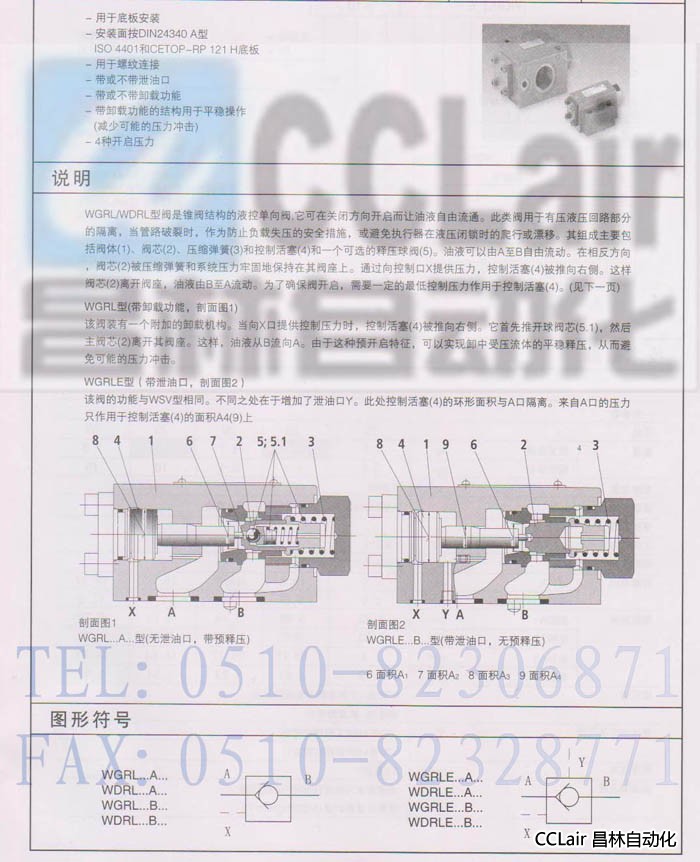 - 用于底板安装
- 安装面按DIN24340 A型
ISO 4401和CETOP-RP 121 H底板
- 用于螺纹连接
- 带或不带泄油口
- 带或不带卸载功能
- 带卸载功能的结构用于平稳操作
(减少可能的压力冲击)
- 4种开启压力
CCLair
昌林自动化
说明
WGRL/WDRL型阀是锥阀结构的液控单向阀,它可在关闭方向开启而让油液自由流通。此类阀用于有压液压回路部分
的隔离，当管路破裂时，作为防止负载失压的安全措施，或避免执行器在液压闭锁时的爬行或漂移。其组成主要包
括阀体(1)、阀芯(2)、压缩弹簧(3)和控制活塞(4)和一个可选的释压球阀(5)。油液可以由A至B自由流动。在相反方向
，阀芯(2)被压缩弹簧和系统压力牢固地保持在其阀座上。通过向控制口X提供压力，控制活塞(4)被推向右侧。这样
阀芯(2)离开阀座，油液由B至A流动。为了确保阀开启，需要一定的最低控制压力作用于控制活塞(4)。(见下一页)
WGRL型(带卸载功能，剖面图1)
该阀装有一个附加的卸载机构。当向X口提供控制压力时，控制活塞(4)被推向右侧。它首先推开球阀芯(5.1)，然后
主阀芯(2)离开其阀座。这样，油液从B流向A。由于这种预开启特征，可以实现卸中受压流体的平稳释压，从而避
免可能的压力冲击。
WGRLE型（带泄油口，剖面图2）
该阀的功能与WSV型相同。不同之处在于增加了泄油口Y。此处控制活塞(4)的环形面积与A口隔离。来自A口的压力
只作用于控制活塞(4)的面积A4(9)上
8 4 1 6 7 2 5; 5.1 3
8 4 1 9 6 2 4 3
X A B
X Y A B
剖面图1
WGRL...A...型(无泄油口，带预释压)
剖面图2
WGRLE...B...型(带泄油口，无预释压)
6 面积A1 7 面积A2 8 面积A3 9 面积A4
TEL: 0510-82306871
图形符号
FAX: 0510-82328771
WGRL...A...
WDRL...A...
WGRL...B...
WDRL...B...
A B
X
WGRLE...A...
WDRLE...A...
WGRLE...B...
WDRLE...B...
Y
A B
X
CCLair 昌林自动化